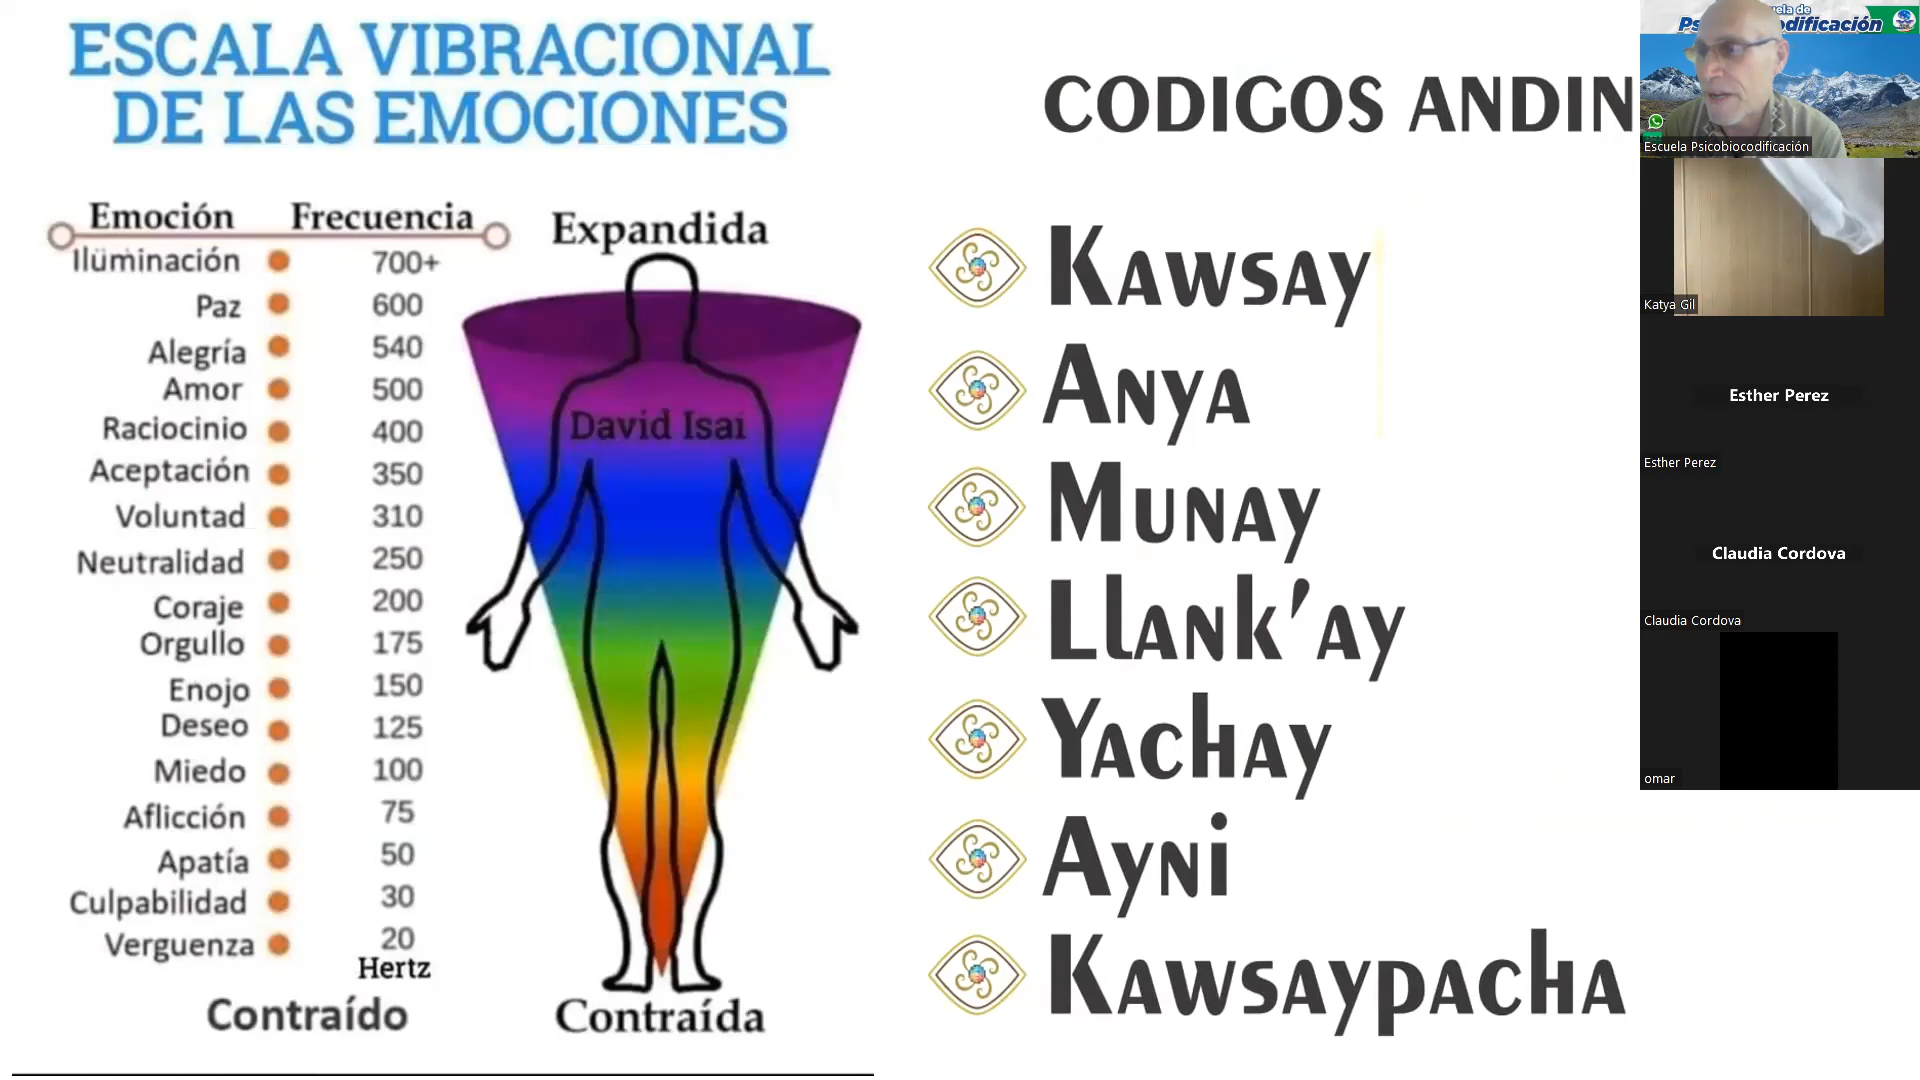 ESCALA VIBRACIONAL
DE LAS EMOCIONES
Emoción Frecuencia
Iluminación 700+
Paz 600
Alegría 540
Amor 500
Raciocinio 400
Aceptación 350
Voluntad 310
Neutralidad 250
Coraje 200
Orgullo 175
Enojo 150
Deseo 125
Miedo 100
Aflicción 75
Apatía 50
Culpabilidad 30
Verguenza 20
Hertz
Contraído
Expandida
David Isai
Contraída
CODIGOS ANDIN
Kawsay
Anya
Munay
Llank'ay
Yachay
Ayni
Kawsaypacha
Escuela Psicobiocodificación
Katya Gil
Esther Perez
Esther Perez
Claudia Cordova
Claudia Cordova
omar